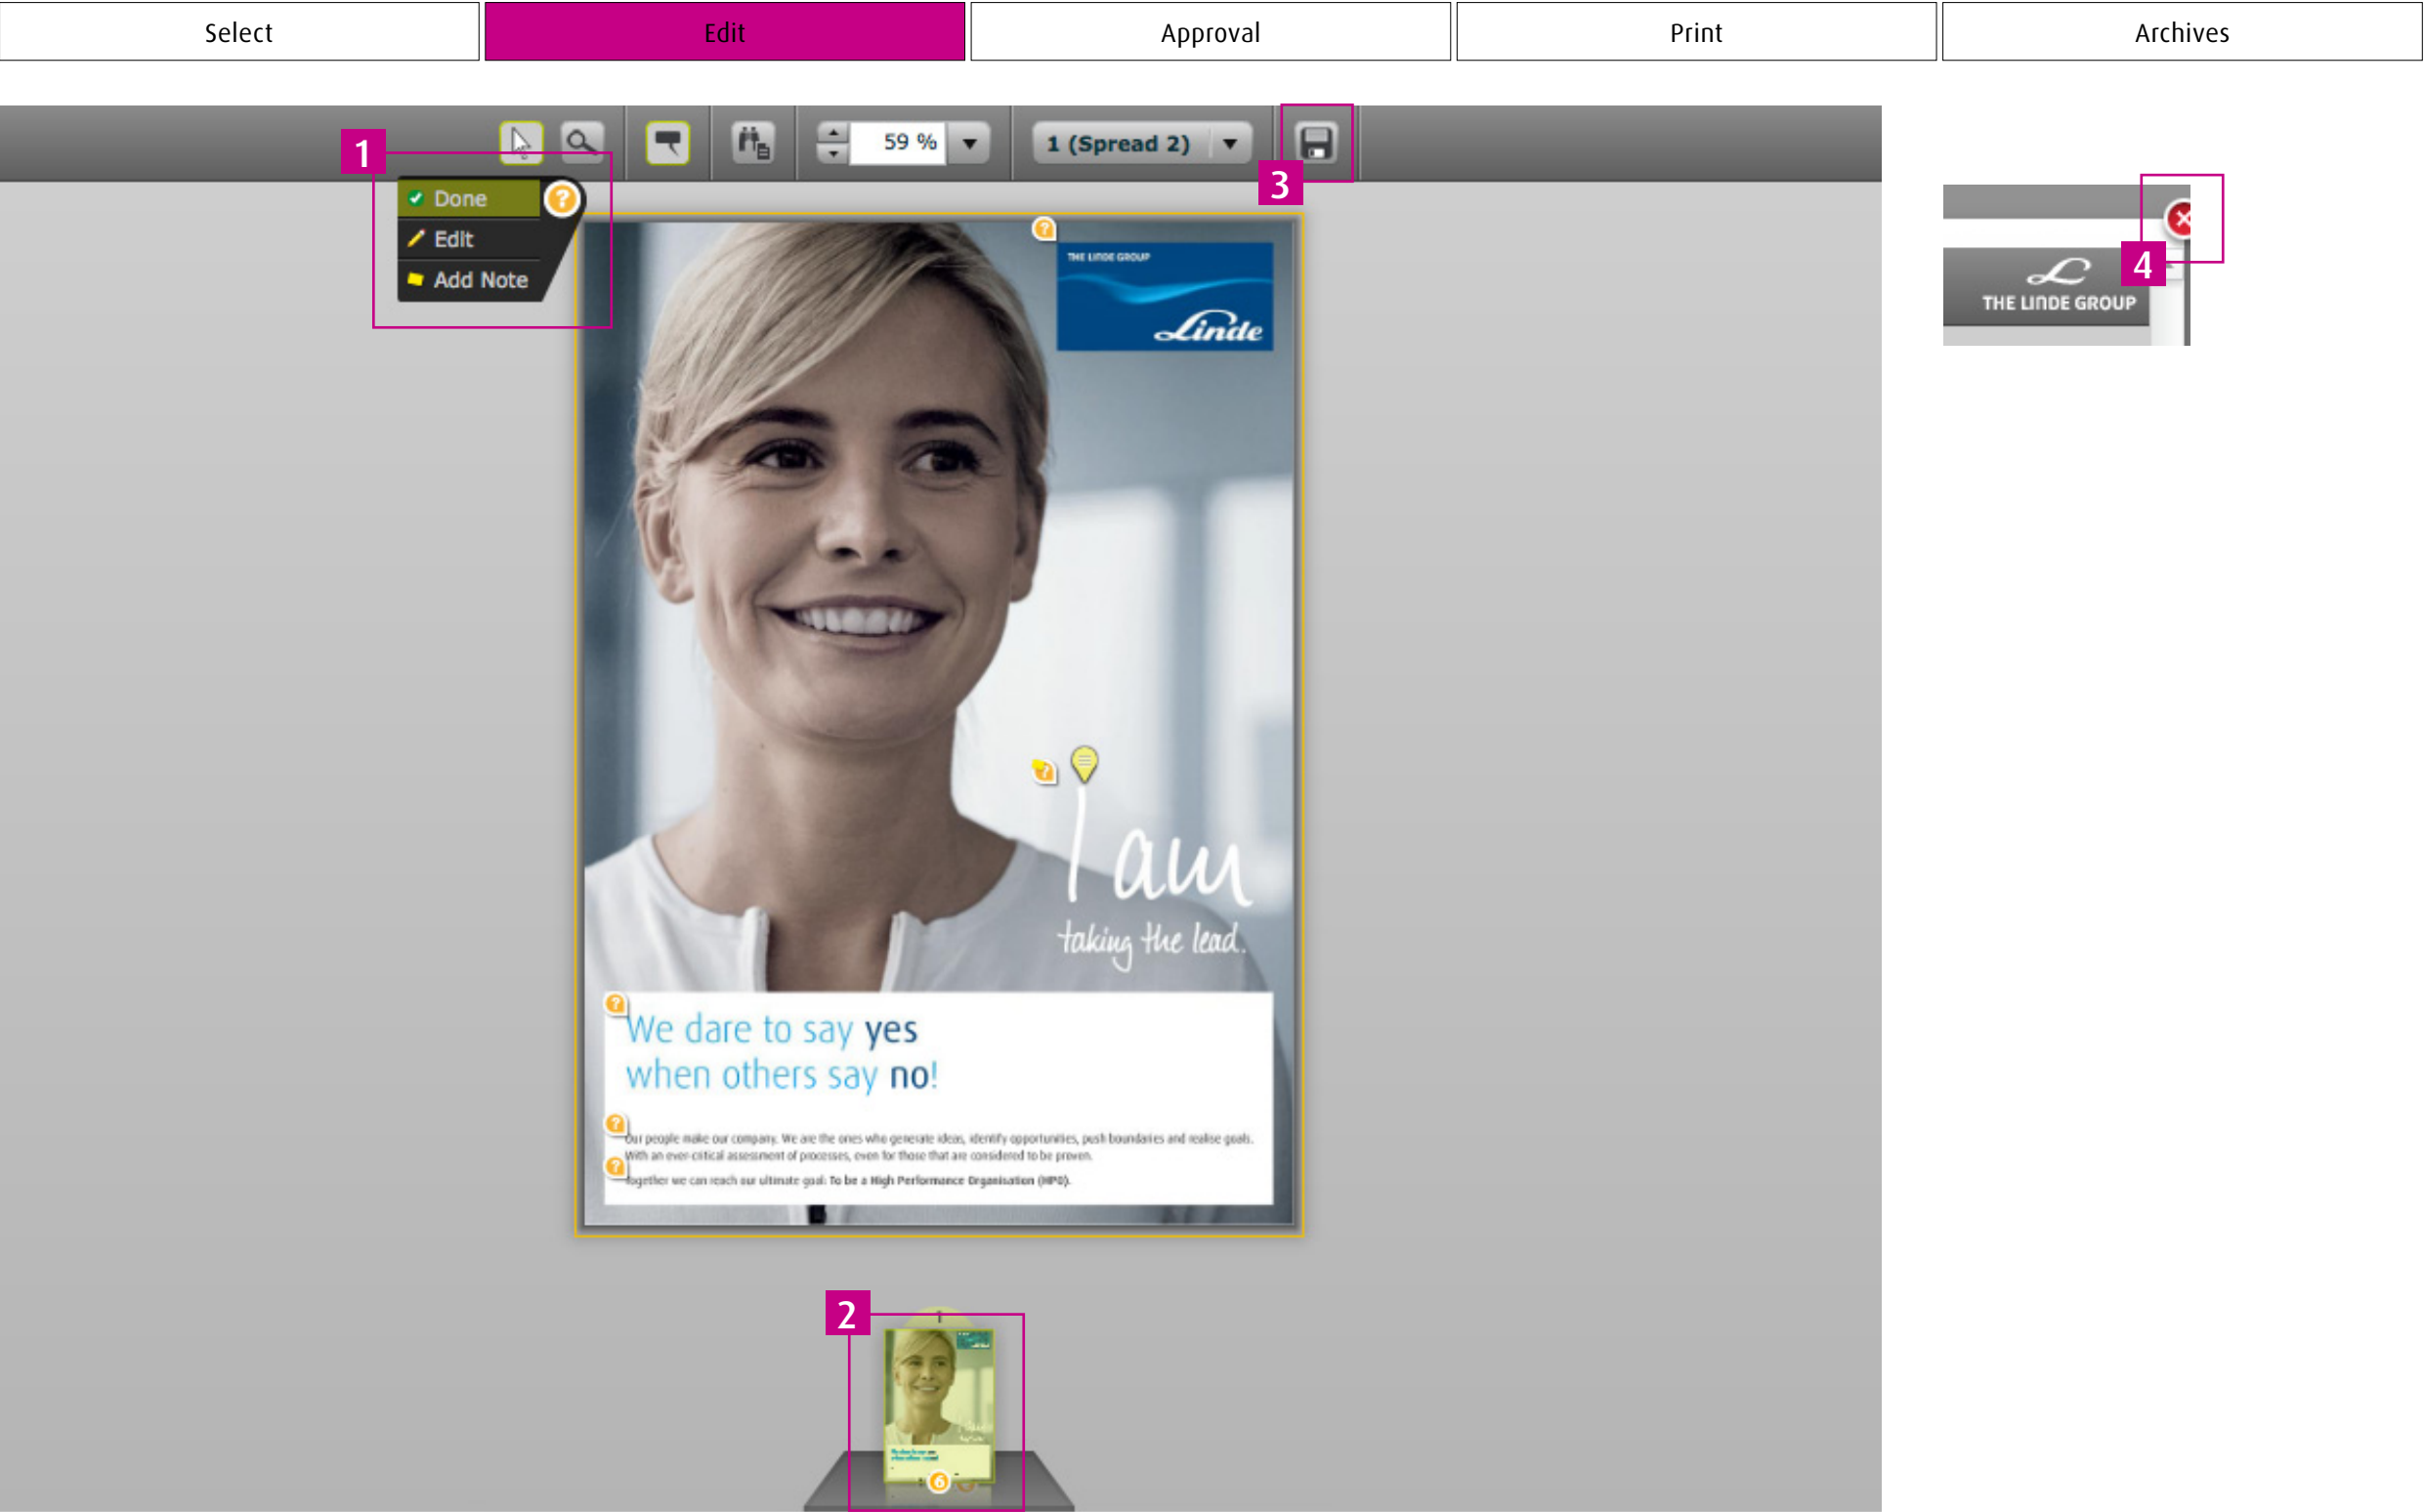 Select
Edit
Approval
Print
Archives
59 %
1 (Spread 2)
1
3
Done
Edit
Add Note
?
4
THE LINDE GROUP
?
THE LINDE GROUP
Linde
?
I am
taking the lead.
?
We dare to say yes
when others say no!
?
Our people make our company. We are the ones who generate ideas, identify opportunities, push boundaries and realise goals.
With an ever-critical assessment of processes, even for those that are considered to be proven.
?
Together we can reach our ultimate goal: To be a High Performance Organisation (HPO).
2
1
6